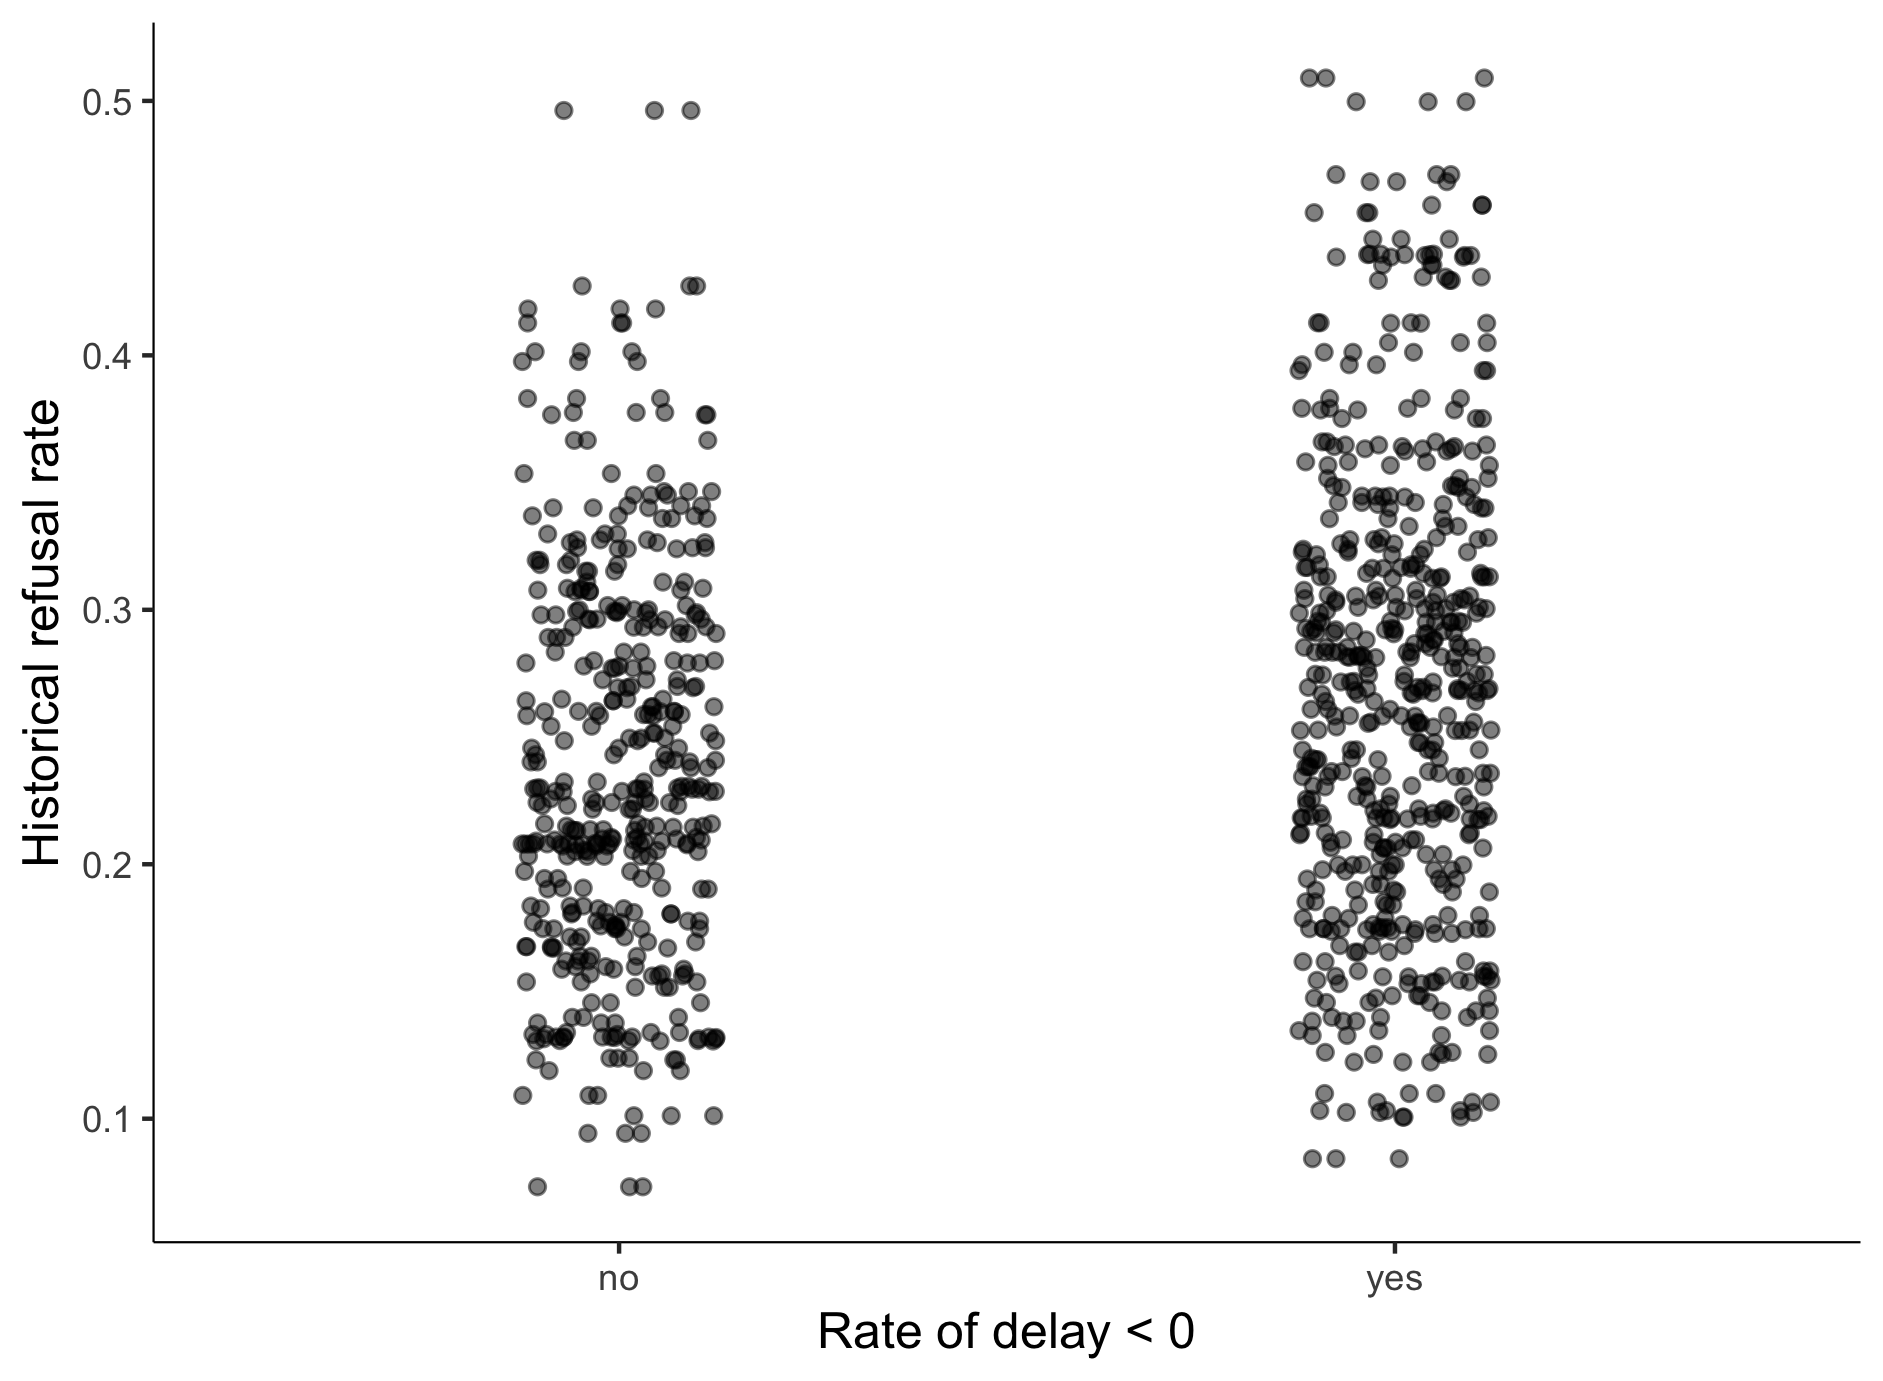 Historical refusal rate
0.5
0.4
0.3
0.2
0.1
no
yes
Rate of delay < 0